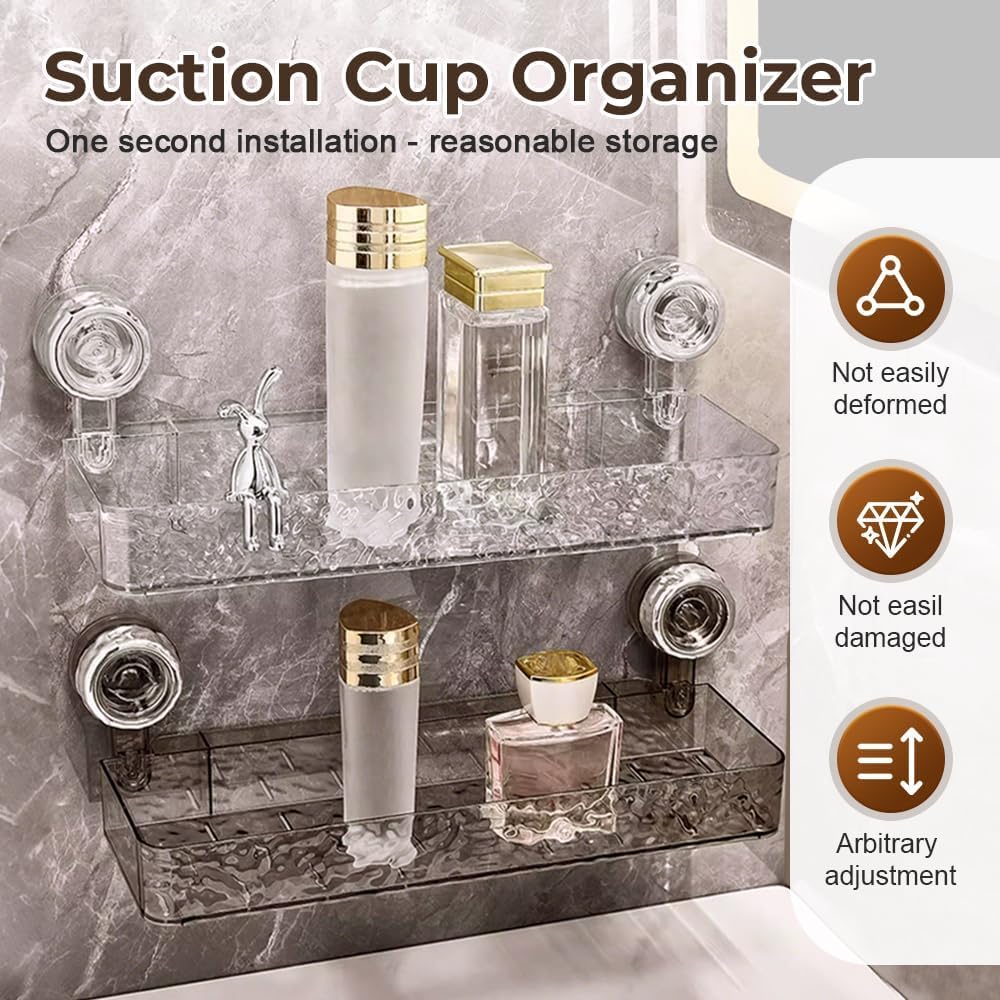 Suction Cup Organizer
One second installation - reasonable storage
Not easily
deformed
Not easil
damaged
Arbitrary
adjustment